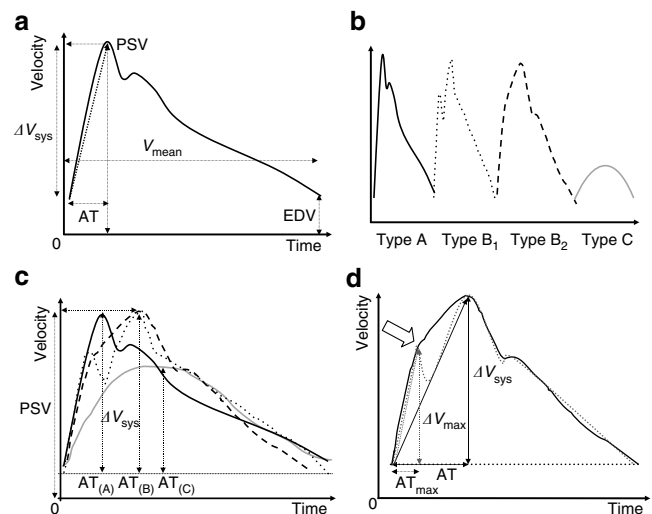 a
PSV
Velocity
ΔVsys
Vmean
AT
EDV
0
Time
b
Type A Type B1 Type B2 Type C
c
Velocity
PSV
ΔVsys
AT(A) AT(B) AT(C)
0
Time
d
Velocity
ΔVsys
ΔVmax
AT
ATmax
0
Time